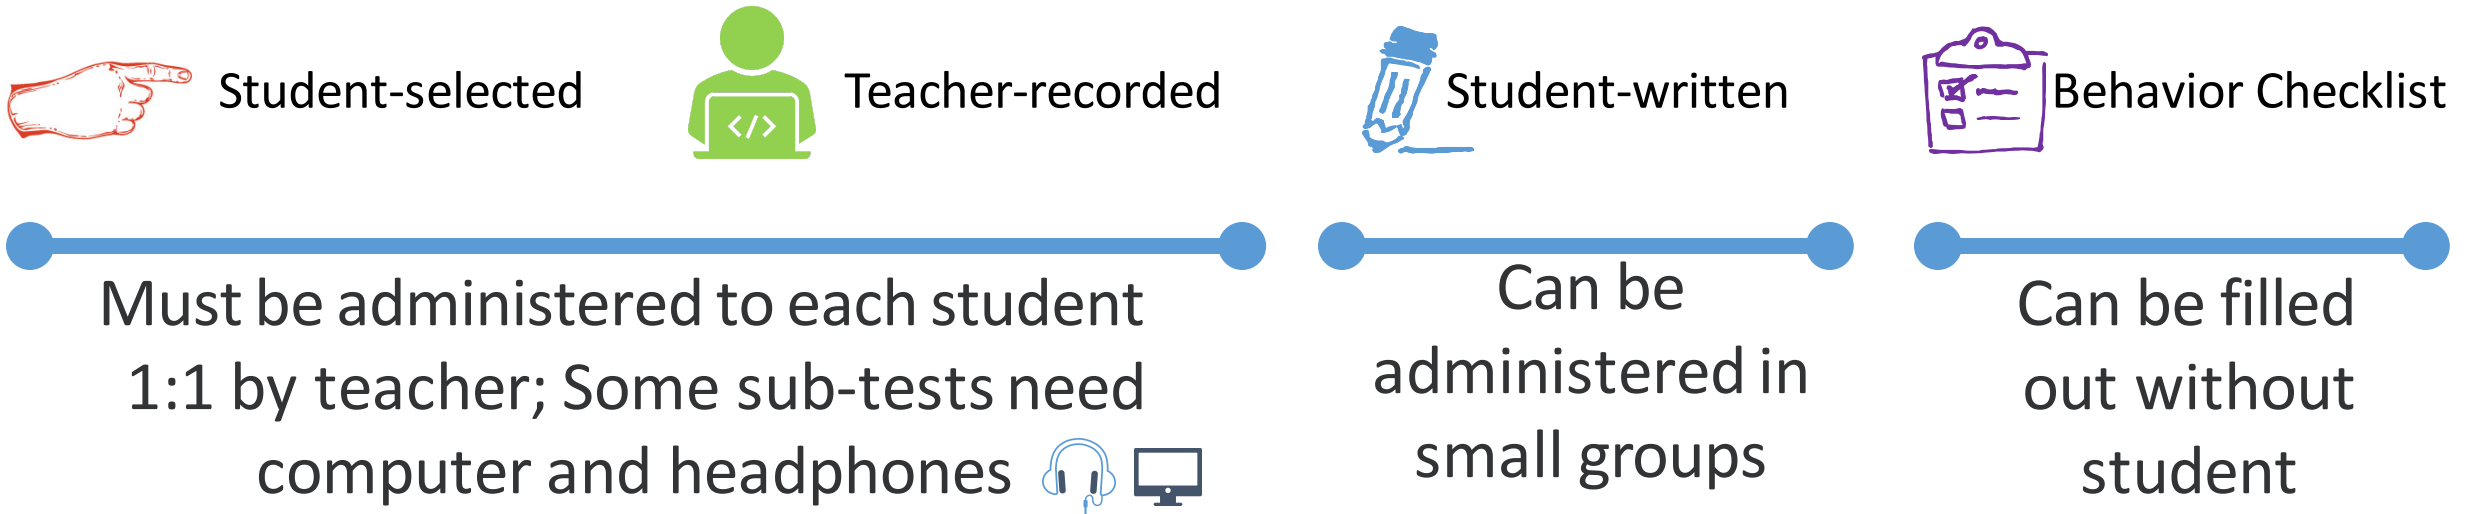 Student-selected
Teacher-recorded
Student-written
Behavior Checklist
Must be administered to each student
1:1 by teacher; Some sub-tests need
computer and headphones
Can be
administered in
small groups
Can be filled
out without
student